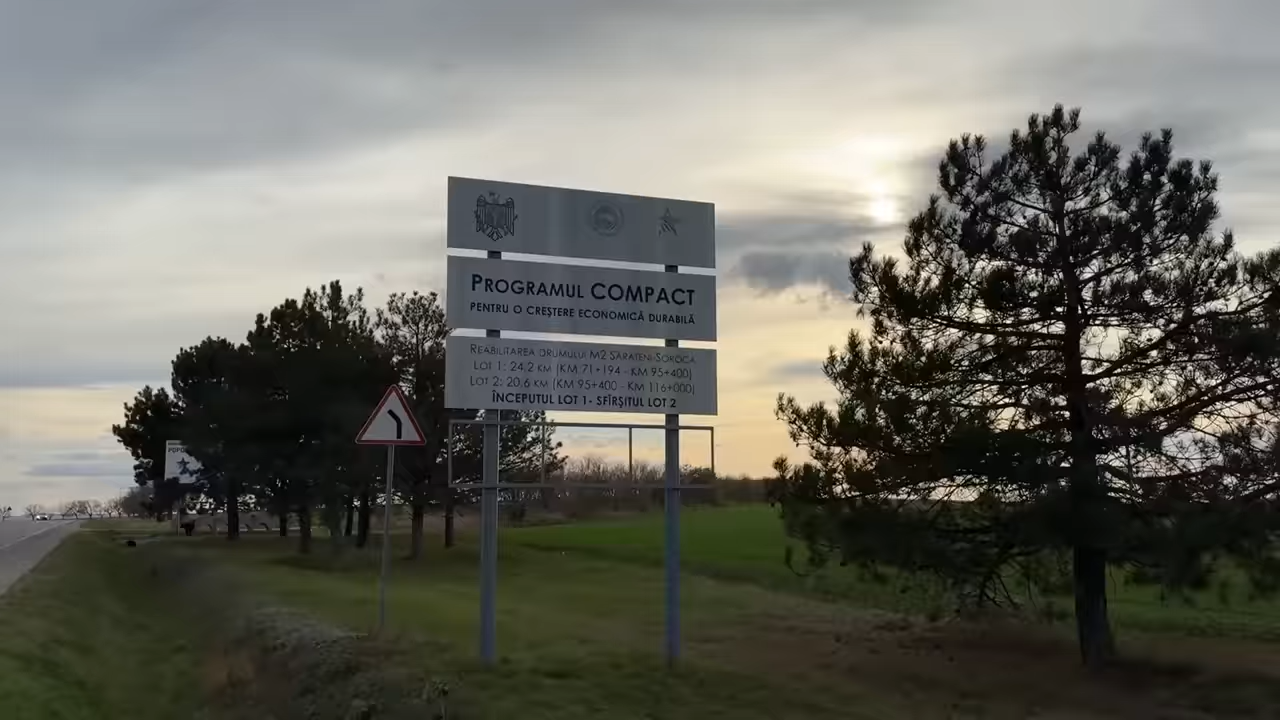 PROGRAMUL COMPACT
PENTRU O CREȘTERE ECONOMICĂ DURABILĂ
REABILITAREA DRUMULUI M2 SĂRĂTENI-SOROCA
LOT 1: 24.2 KM (KM 71+194 - KM 95+400)
LOT 2: 20.6 KM (KM 95+400 - KM 116+000)
ÎNCEPUTUL LOT 1- SFÎRȘITUL LOT 2